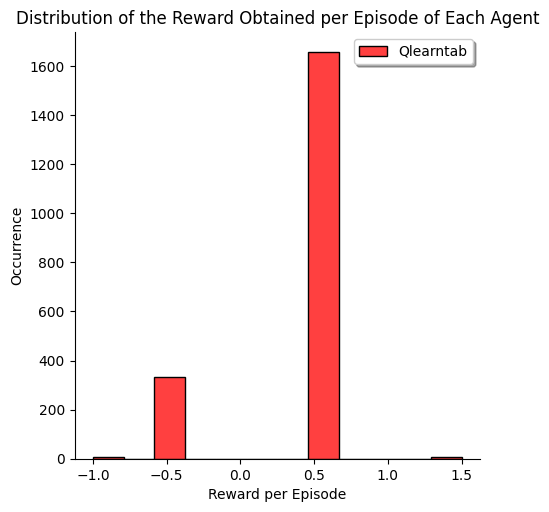 Distribution of the Reward Obtained per Episode of Each Agent
Qlearntab
1600
1400
1200
1000
800
600
400
200
0
Occurrence
−1.0 −0.5 0.0 0.5 1.0 1.5
Reward per Episode